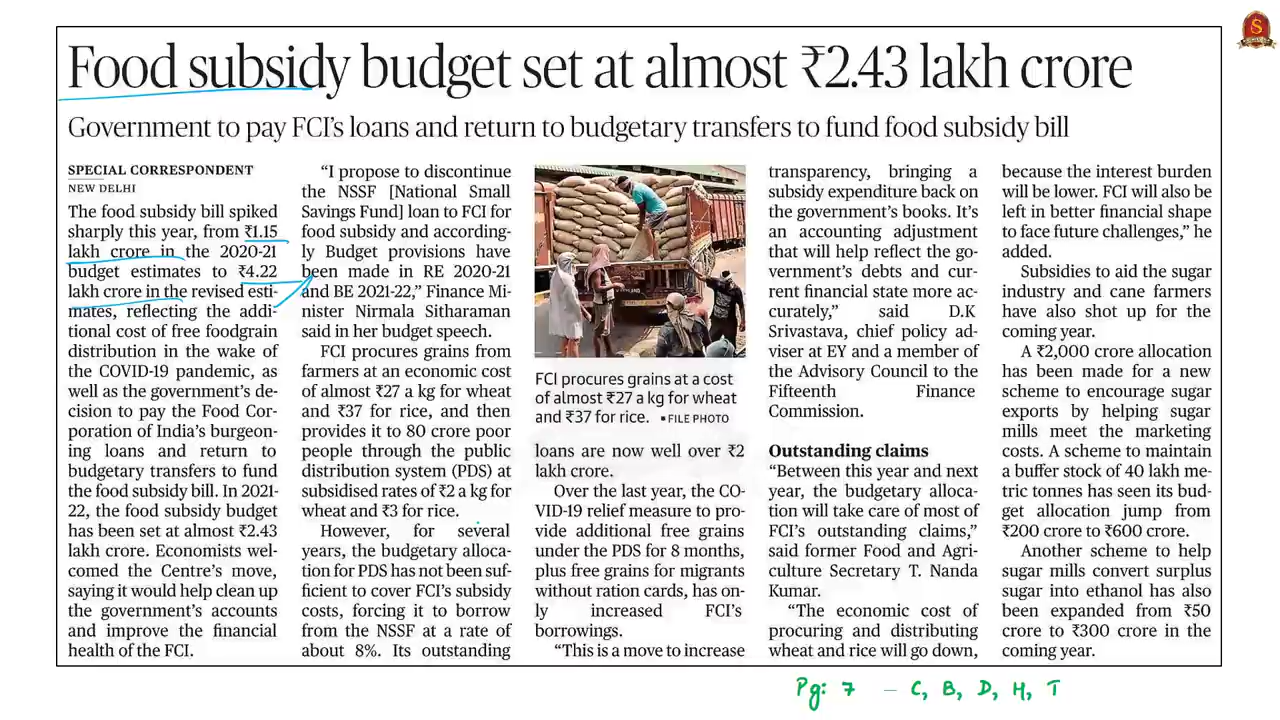 Food subsidy budget set at almost ₹2.43 lakh crore
Government to pay FCI's loans and return to budgetary transfers to fund food subsidy bill
SPECIAL CORRESPONDENT
NEW DELHI
The food subsidy bill spiked
sharply this year, from ₹1.15
lakh crore in the 2020-21
budget estimates to ₹4.22
lakh crore in the revised esti-
mates, reflecting the addi-
tional cost of free foodgrain
distribution in the wake of
the COVID-19 pandemic, as
well as the government's de-
cision to pay the Food Cor-
poration of India's burgeon-
ing loans and return to
budgetary transfers to fund
the food subsidy bill. In 2021-
22, the food subsidy budget
has been set at almost ₹2.43
lakh crore. Economists wel-
comed the Centre's move,
saying it would help clean up
the government's accounts
and improve the financial
health of the FCI.
"I propose to discontinue
the NSSF [National Small
Savings Fund] loan to FCI for
food subsidy and according-
ly Budget provisions have
been made in RE 2020-21
and BE 2021-22," Finance Mi-
nister Nirmala Sitharaman
said in her budget speech.
FCI procures grains from
farmers at an economic cost
of almost ₹27 a kg for wheat
and ₹37 for rice, and then
provides it to 80 crore poor
people through the public
distribution system (PDS) at
subsidised rates of ₹2 a kg for
wheat and ₹3 for rice.
However, for several
years, the budgetary alloca-
tion for PDS has not been suf-
ficient to cover FCI's subsidy
costs, forcing it to borrow
from the NSSF at a rate of
about 8%. Its outstanding
FCI procures grains at a cost
of almost ₹27 a kg for wheat
and ₹37 for rice. ▪FILE PHOTO
loans are now well over ₹2
lakh crore.
Over the last year, the CO-
VID-19 relief measure to pro-
vide additional free grains
under the PDS for 8 months,
plus free grains for migrants
without ration cards, has on-
ly increased FCI's
borrowings.
"This is a move to increase
transparency, bringing a
subsidy expenditure back on
the government's books. It's
an accounting adjustment
that will help reflect the go-
vernment's debts and cur-
rent financial state more ac-
curately," said D.K
Srivastava, chief policy ad-
viser at EY and a member of
the Advisory Council to the
Fifteenth Finance
Commission.
Outstanding claims
"Between this year and next
year, the budgetary alloca-
tion will take care of most of
FCI's outstanding claims,"
said former Food and Agri-
culture Secretary T. Nanda
Kumar.
"The economic cost of
procuring and distributing
wheat and rice will go down,
because the interest burden
will be lower. FCI will also be
left in better financial shape
to face future challenges," he
added.
Subsidies to aid the sugar
industry and cane farmers
have also shot up for the
coming year.
A ₹2,000 crore allocation
has been made for a new
scheme to encourage sugar
exports by helping sugar
mills meet the marketing
costs. A scheme to maintain
a buffer stock of 40 lakh me-
tric tonnes has seen its bud-
get allocation jump from
₹200 crore to ₹600 crore.
Another scheme to help
sugar mills convert surplus
sugar into ethanol has also
been expanded from ₹50
crore to ₹300 crore in the
coming year.
Pg: 7 – C, B, D, H, T